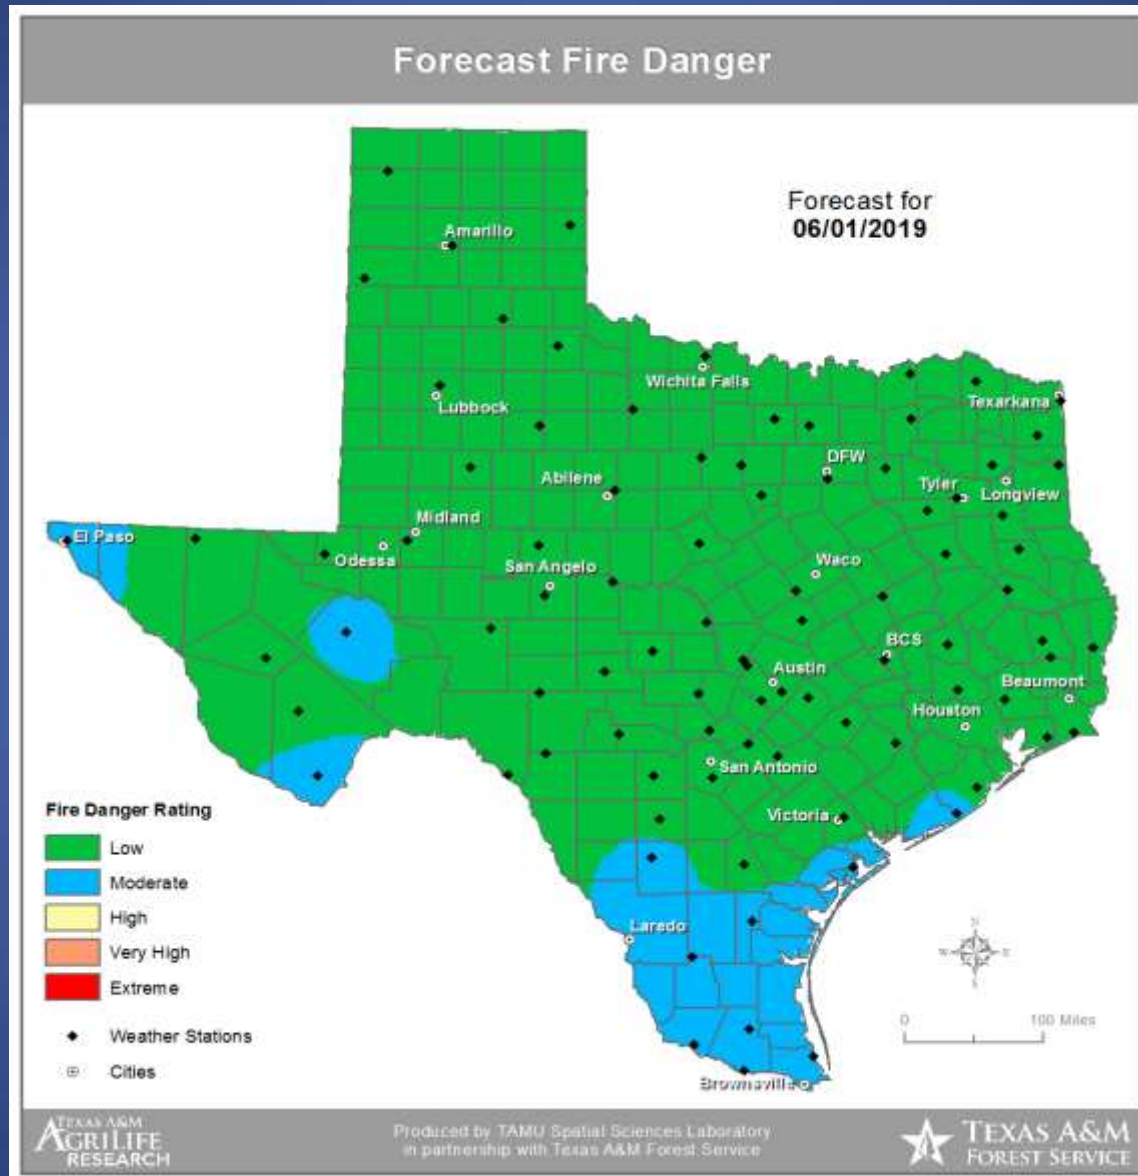 Forecast Fire Danger
Forecast for
06/01/2019
Amarillo
Wichita Falls
Lubbock
Texarkana
DFW
Abilene
Tyler
Longview
Midland
El Paso
Odessa
San Angelo
Waco
BCS
Austin
Beaumont
Houston
San Antonio
Victoria
Laredo
Brownsville
Fire Danger Rating
Low
Moderate
High
Very High
Extreme
Weather Stations
Cities
N
W
E
S
0
100 Miles
TEXAS A&M
AGRILIFE
RESEARCH
Produced by TAMU Spatial Sciences Laboratory
in partnership with Texas A&M Forest Service
TEXAS A&M
FOREST SERVICE